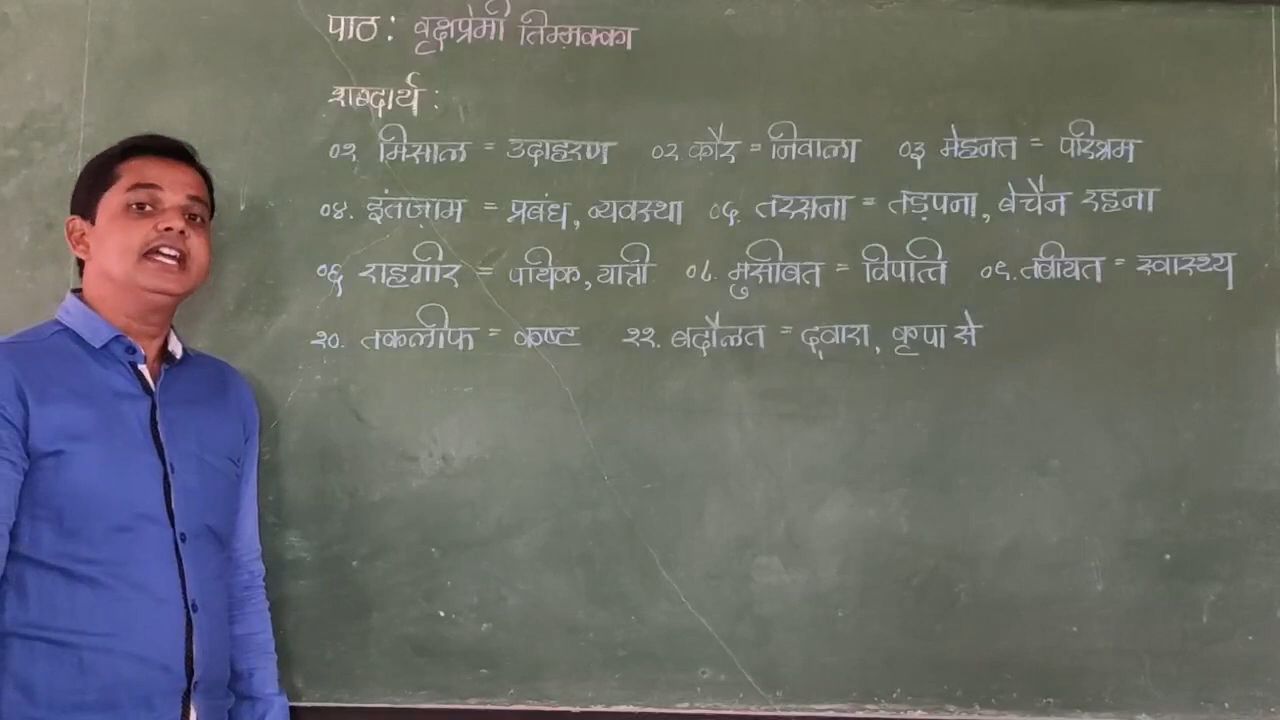 पाठ : वृक्षप्रेमी तिम्मक्का
शब्दार्थ :
०१. मिसाल = उदाहरण ०२. कौर = निवाला ०३ मेहनत = परिश्रम
०४. इंतज़ाम = प्रबंध, व्यवस्था ०५. तरसना = तड़पना, बेचैन रहना
०६ राहगीर = पथिक, यात्री ०८. मुसीबत = विपत्ति ०९. तबीयत = स्वास्थ्य
१०. तकलीफ = कष्ट ११. बदौलत = द्वारा, कृपा से